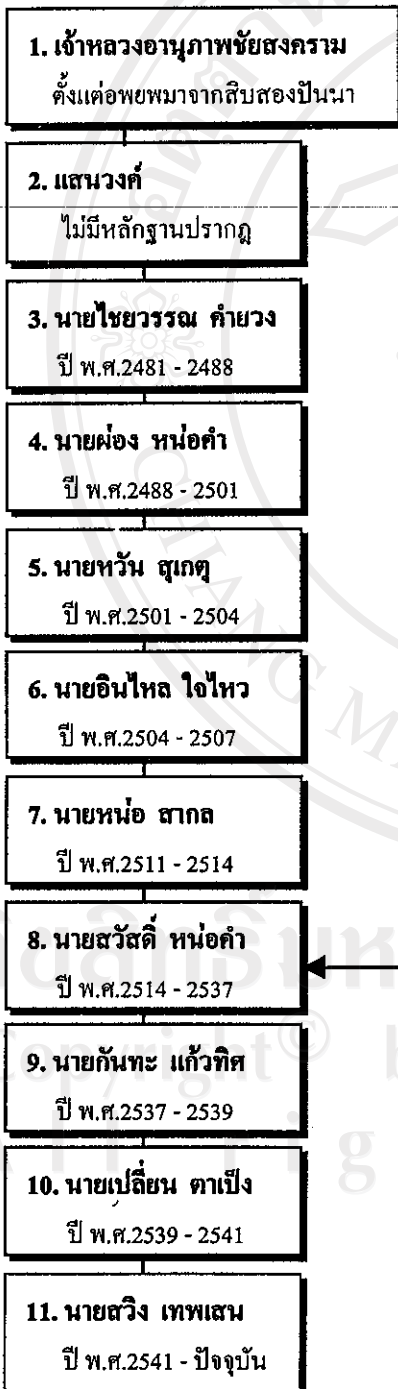 1. เจ้าหลวงอานุภาพชัยสงคราม
ตั้งแต่อพยพมาจากสิบสองปันนา
2. แสนวงค์
ไม่มีหลักฐานปรากฎ
3. นายไชยวรรณ คำยวง
ปี พ.ศ.2481 - 2488
4. นายผ่อง หน่อคำ
ปี พ.ศ.2488 - 2501
5. นายหวัน สุเกตุ
ปี พ.ศ.2501 - 2504
6. นายอินไหล ใจไหว
ปี พ.ศ.2504 - 2507
7. นายหน่อ สากล
ปี พ.ศ.2511 - 2514
8. นายสวัสดิ์ หน่อคำ
ปี พ.ศ.2514 - 2537
9. นายกันทะ แก้วทิศ
ปี พ.ศ.2537 - 2539
10. นายเปลี่ยน ตาเป็ง
ปี พ.ศ.2539 - 2541
11. นายสวิง เทพเสน
ปี พ.ศ.2541 - ปัจจุบัน
CHIANG M
Copyright©